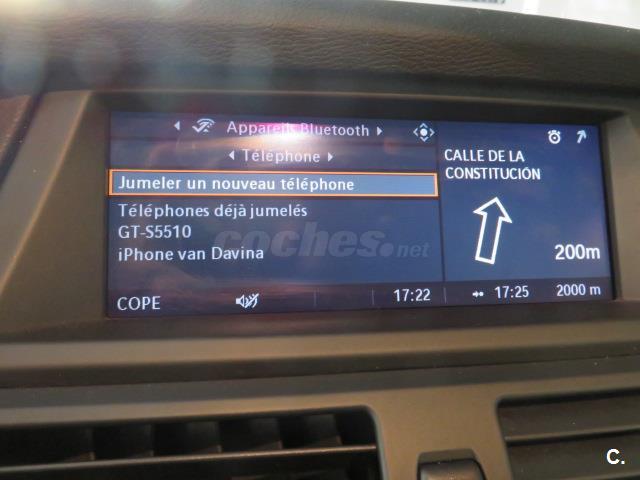 Appareils Bluetooth
Téléphone
Jumeler un nouveau téléphone
Téléphones déjà jumelés
GT-S5510
iPhone van Davina
COPE
17:22
CALLE DE LA
CONSTITUCIÓN
200m
17:25 2000 m
coches.net
C.